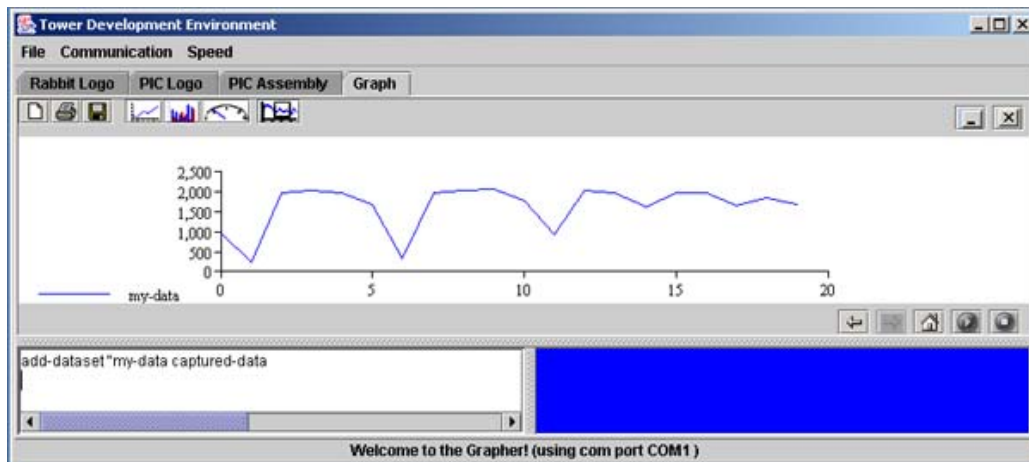 Tower Development Environment
File Communication Speed
Rabbit Logo PIC Logo PIC Assembly Graph
2,500
2,000
1,500
1,000
500
0
my-data
0 5 10 15 20
add-dataset "my-data captured-data
Welcome to the Grapher! (using com port COM1 )